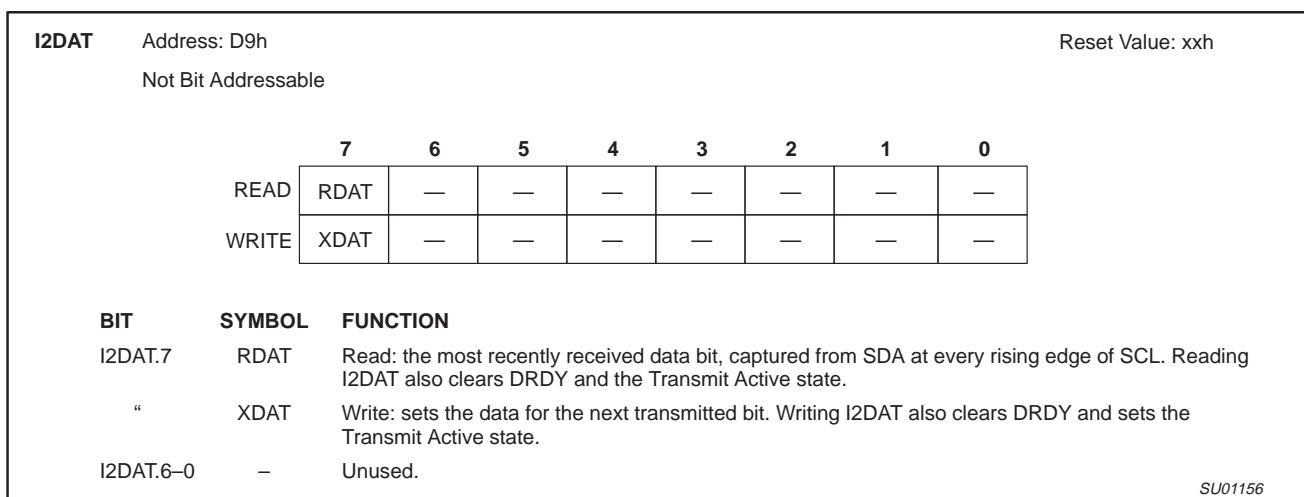 I2DAT Address: D9h Reset Value: xxh
Not Bit Addressable
7 6 5 4 3 2 1 0
READ RDAT — — — — — — —
WRITE XDAT — — — — — — —
BIT SYMBOL FUNCTION
I2DAT.7 RDAT Read: the most recently received data bit, captured from SDA at every rising edge of SCL. Reading
I2DAT also clears DRDY and the Transmit Active state.
“ XDAT Write: sets the data for the next transmitted bit. Writing I2DAT also clears DRDY and sets the
Transmit Active state.
I2DAT.6–0 – Unused.
SU01156